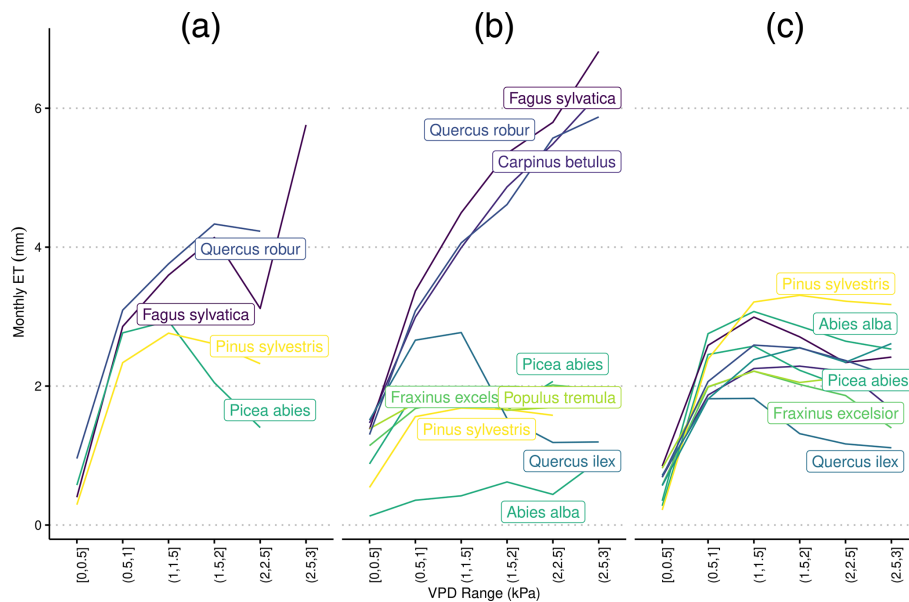 (a) (b) (c)
Monthly ET (mm)
6
4
2
0
Quercus robur
Fagus sylvatica
Pinus sylvestris
Picea abies
Fagus sylvatica
Quercus robur
Carpinus betulus
Picea abies
Fraxinus excels
Populus tremula
Pinus sylvestris
Quercus ilex
Abies alba
Pinus sylvestris
Abies alba
Picea abies
Fraxinus excelsior
Quercus ilex
[0,0.5] (0.5,1] (1,1.5] (1.5,2] (2,2.5] (2.5,3] [0,0.5] (0.5,1] (1,1.5] (1.5,2] (2,2.5] (2.5,3] [0,0.5] (0.5,1] (1,1.5] (1.5,2] (2,2.5] (2.5,3]
VPD Range (kPa)